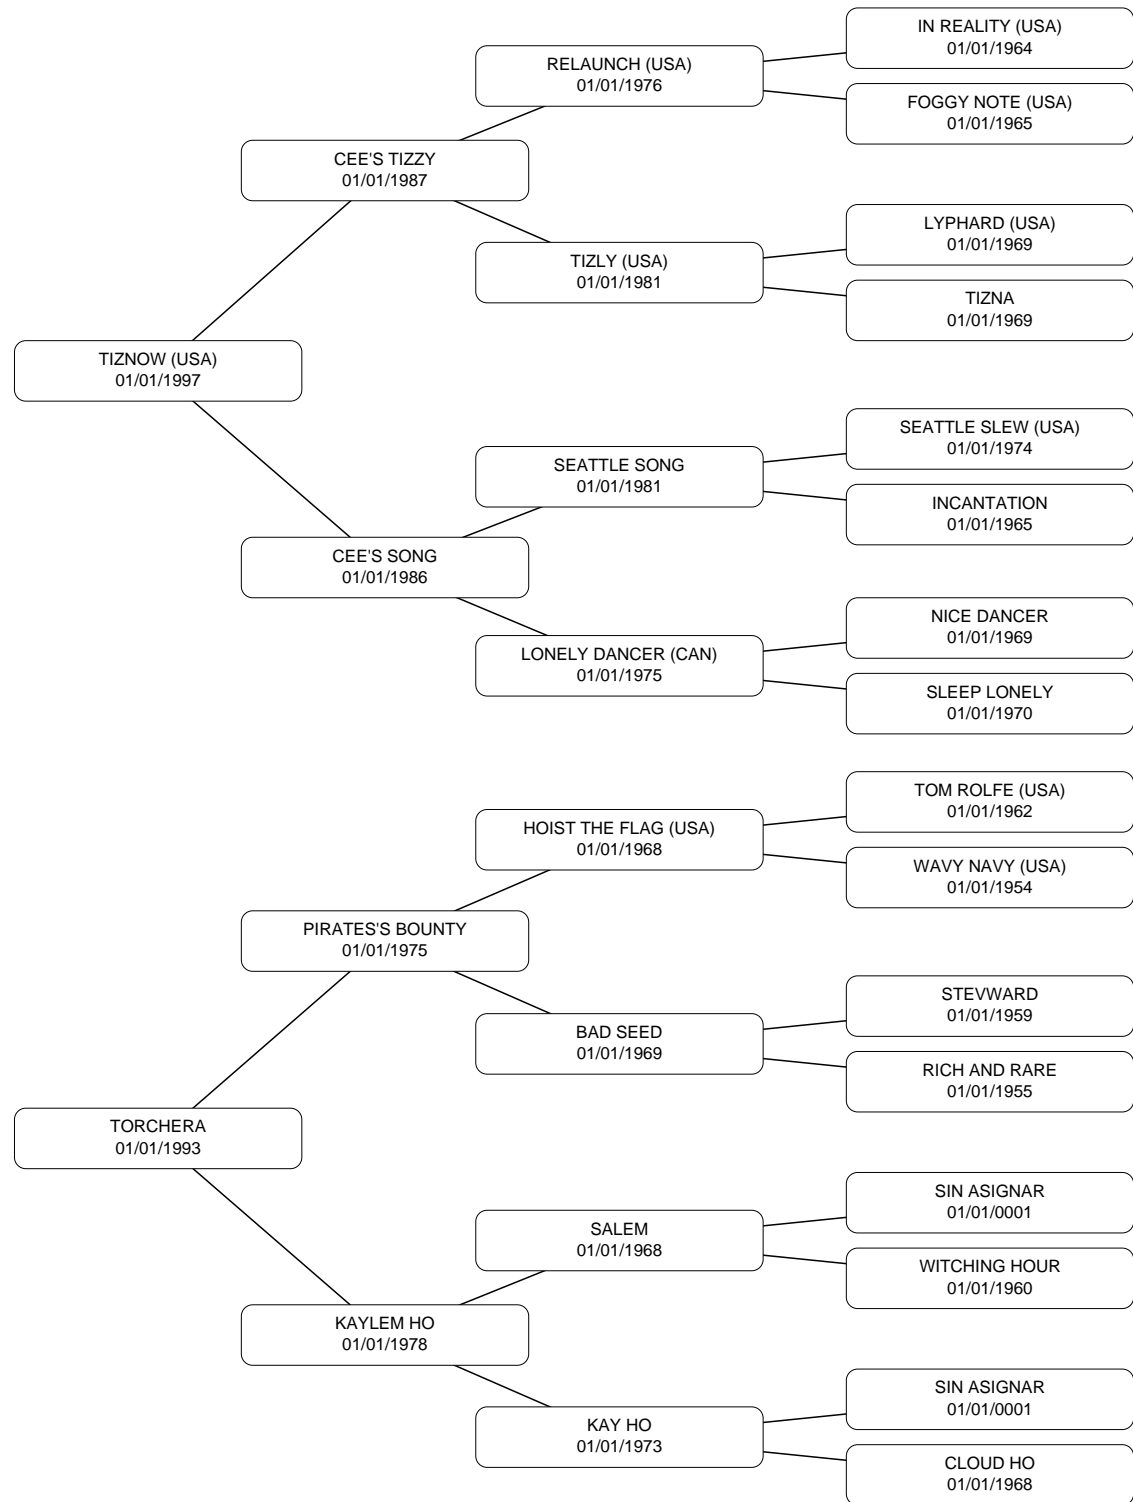 IN REALITY (USA)
01/01/1964
RELAUNCH (USA)
01/01/1976
FOGGY NOTE (USA)
01/01/1965
CEE'S TIZZY
01/01/1987
LYPHARD (USA)
01/01/1969
TIZLY (USA)
01/01/1981
TIZNA
01/01/1969
TIZNOW (USA)
01/01/1997
SEATTLE SLEW (USA)
01/01/1974
SEATTLE SONG
01/01/1981
INCANTATION
01/01/1965
CEE'S SONG
01/01/1986
NICE DANCER
01/01/1969
LONELY DANCER (CAN)
01/01/1975
SLEEP LONELY
01/01/1970
TOM ROLFE (USA)
01/01/1962
HOIST THE FLAG (USA)
01/01/1968
WAVY NAVY (USA)
01/01/1954
PIRATES'S BOUNTY
01/01/1975
STEVWARD
01/01/1959
BAD SEED
01/01/1969
RICH AND RARE
01/01/1955
TORCHERA
01/01/1993
SIN ASIGNAR
01/01/0001
SALEM
01/01/1968
WITCHING HOUR
01/01/1960
KAYLEM HO
01/01/1978
SIN ASIGNAR
01/01/0001
KAY HO
01/01/1973
CLOUD HO
01/01/1968